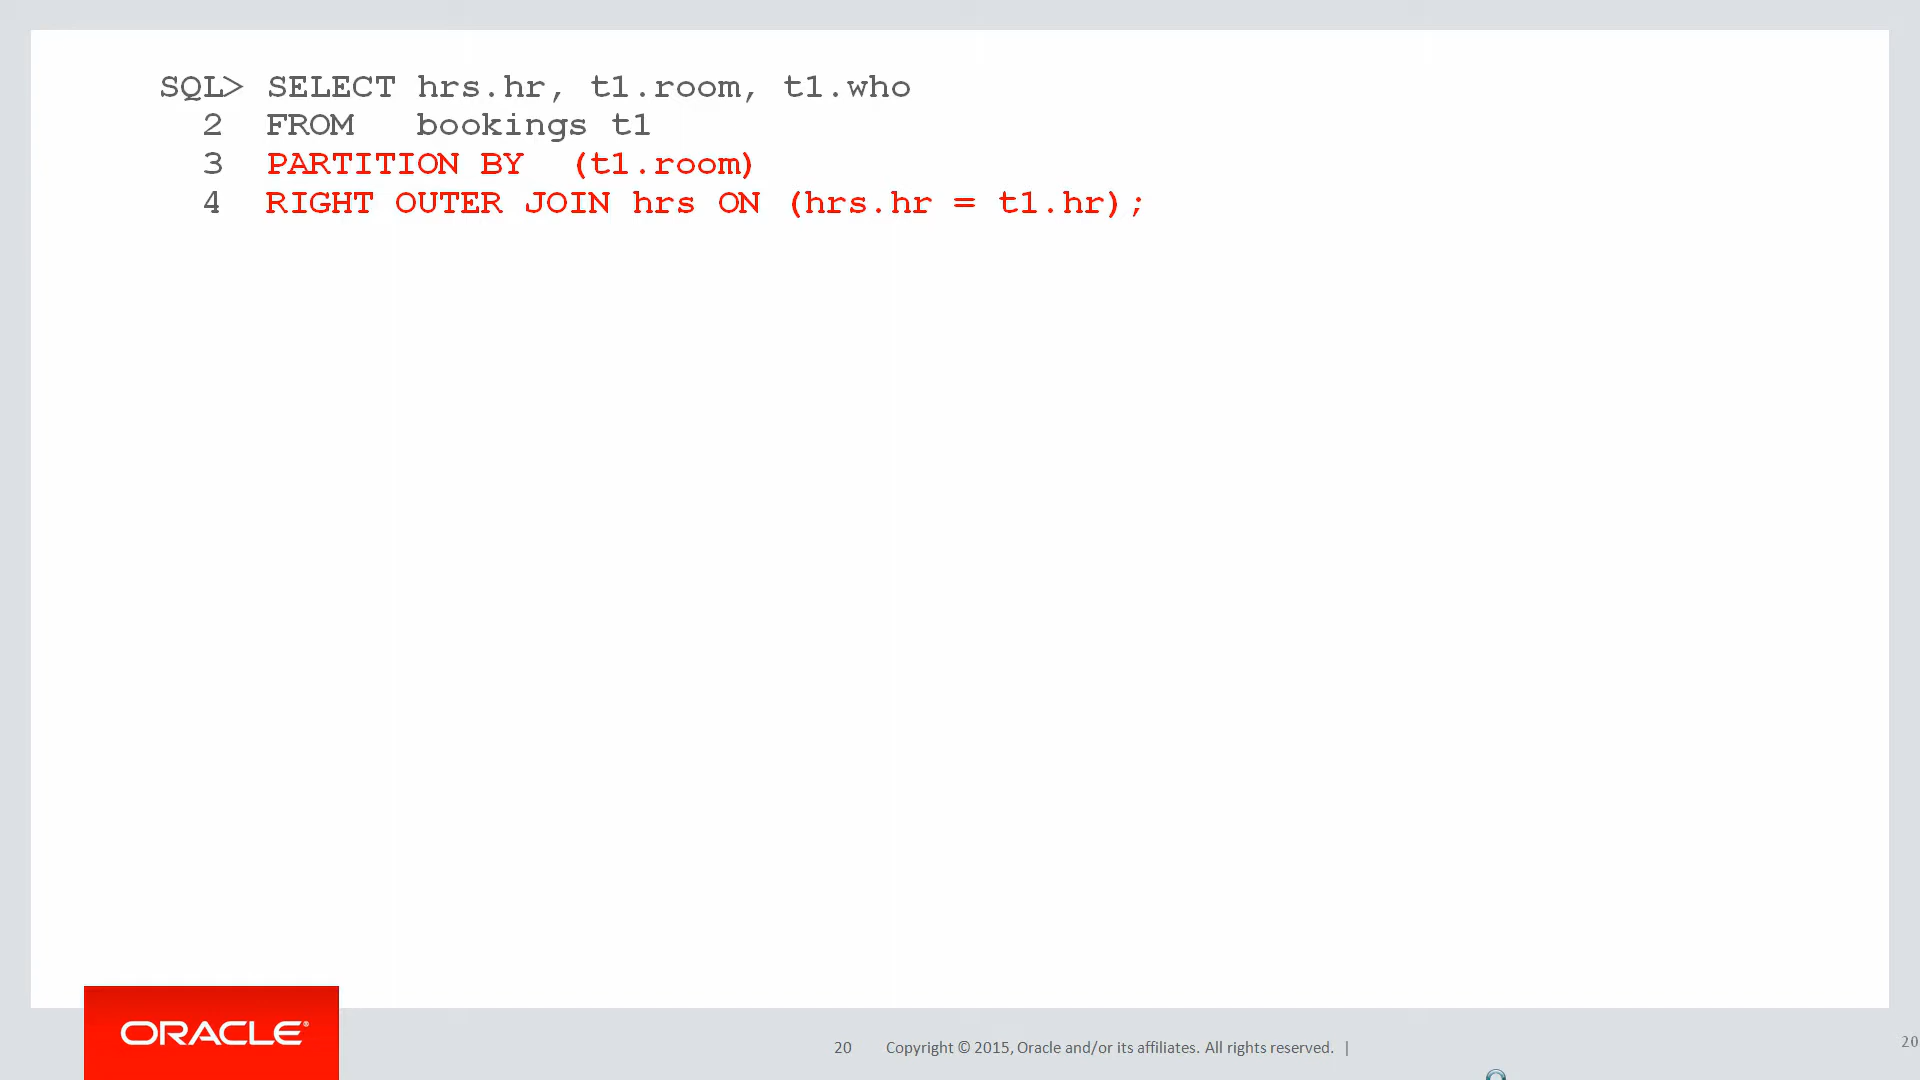 SQL> SELECT hrs.hr, t1.room, t1.who
2 FROM bookings t1
3 PARTITION BY (t1.room)
4 RIGHT OUTER JOIN hrs ON (hrs.hr = t1.hr);
ORACLE®
20 Copyright © 2015, Oracle and/or its affiliates. All rights reserved. |
20